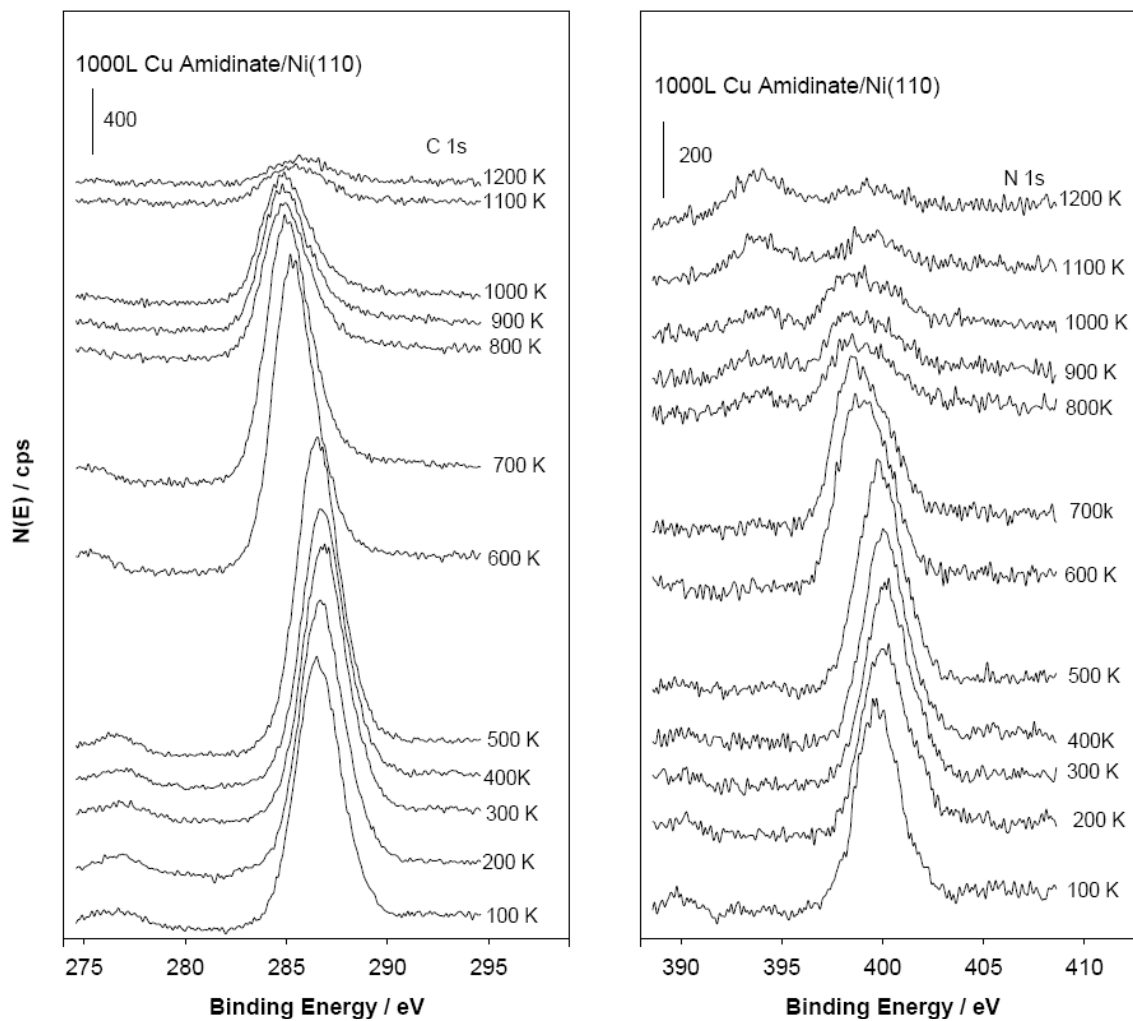 N(E) / cps
1000L Cu Amidinate/Ni(110)
400
C 1s
1200 K
1100 K
1000 K
900 K
800 K
700 K
600 K
500 K
400K
300 K
200 K
100 K
275 280 285 290 295
Binding Energy / eV
1000L Cu Amidinate/Ni(110)
200
N 1s
1200 K
1100 K
1000 K
900 K
800K
700k
600 K
500 K
400K
300 K
200 K
100 K
390 395 400 405 410
Binding Energy / eV